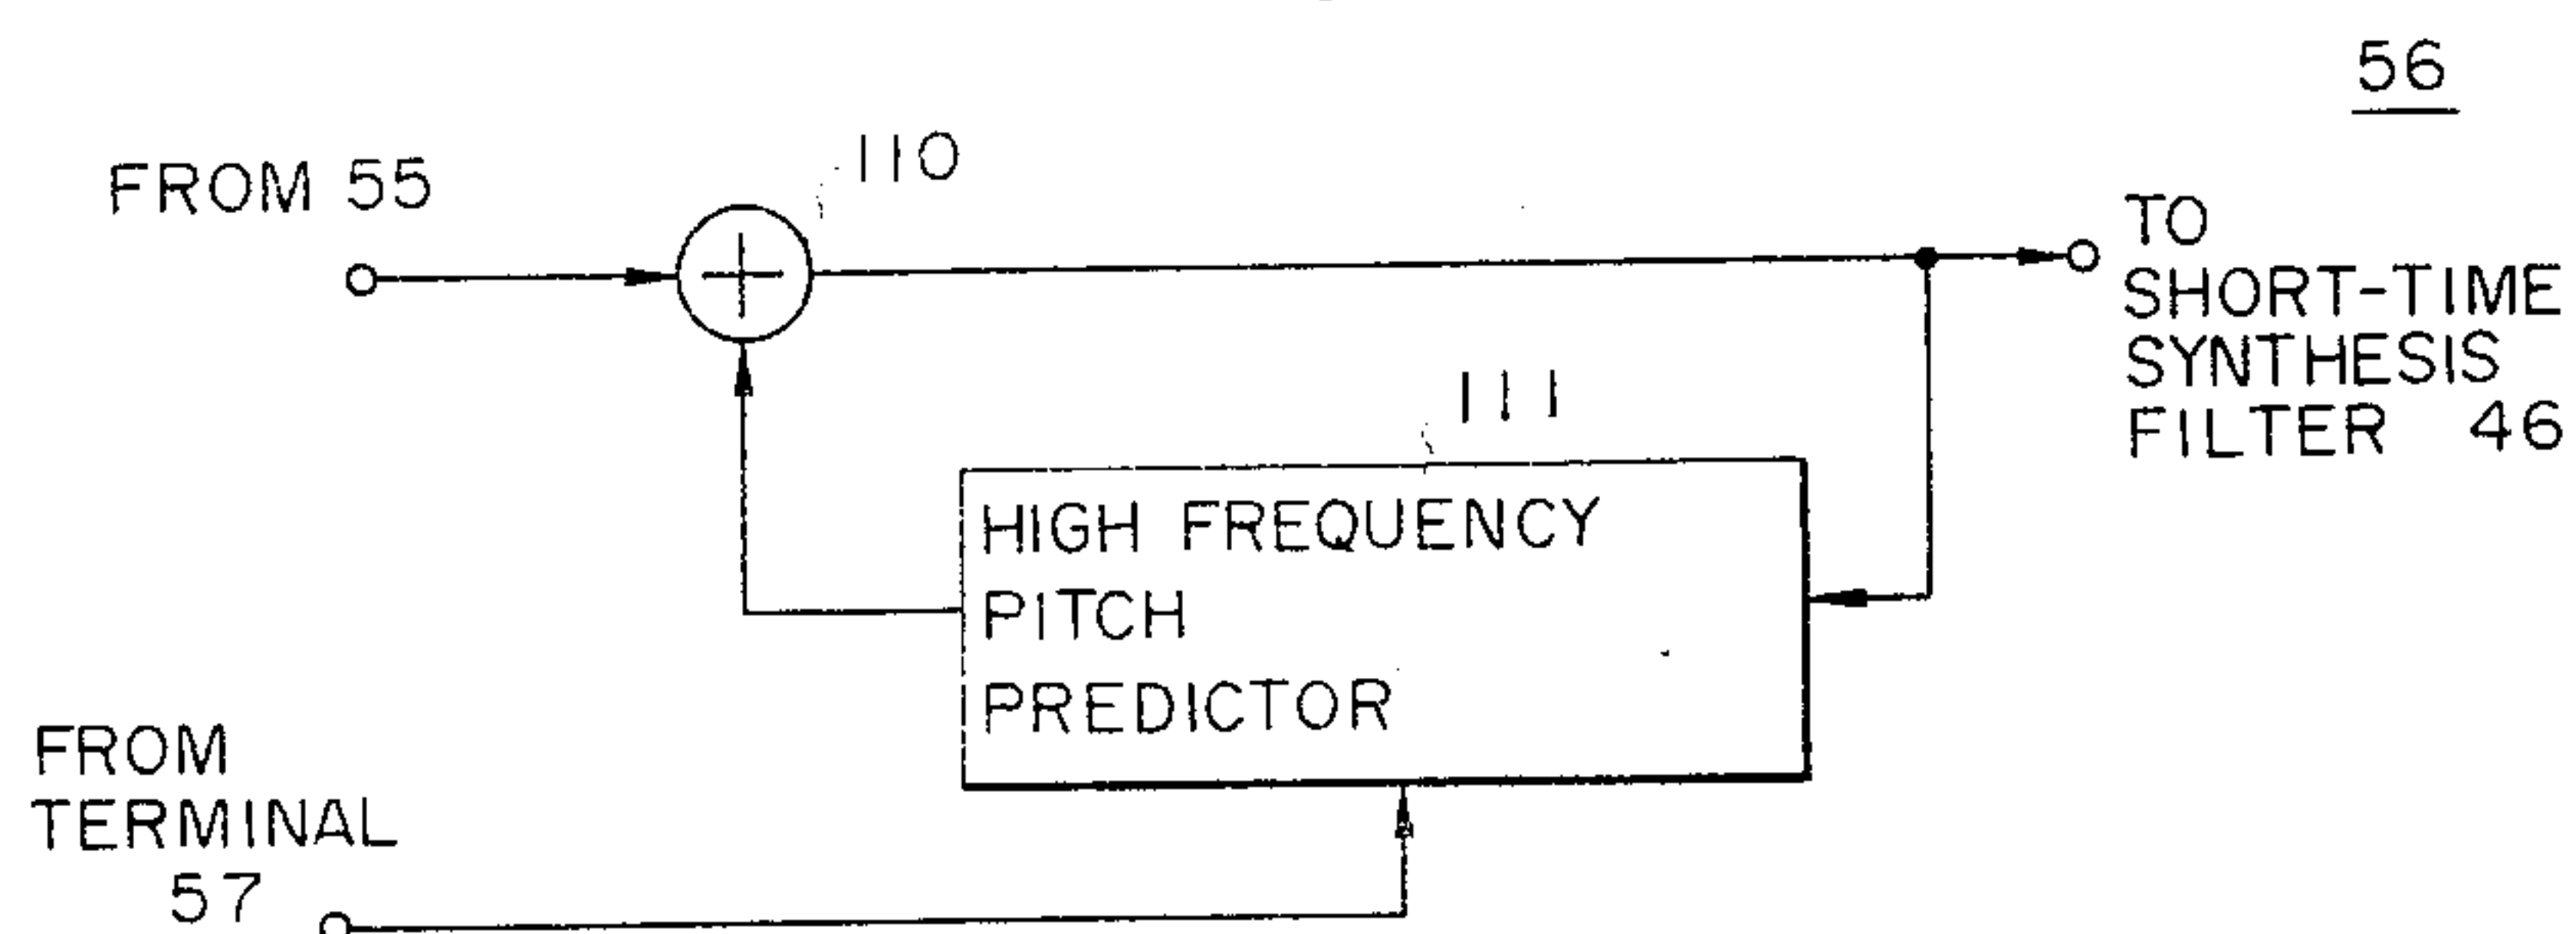 56
FROM 55
110
TO
SHORT-TIME
SYNTHESIS
FILTER 46
111
HIGH FREQUENCY
PITCH
PREDICTOR
FROM
TERMINAL
57